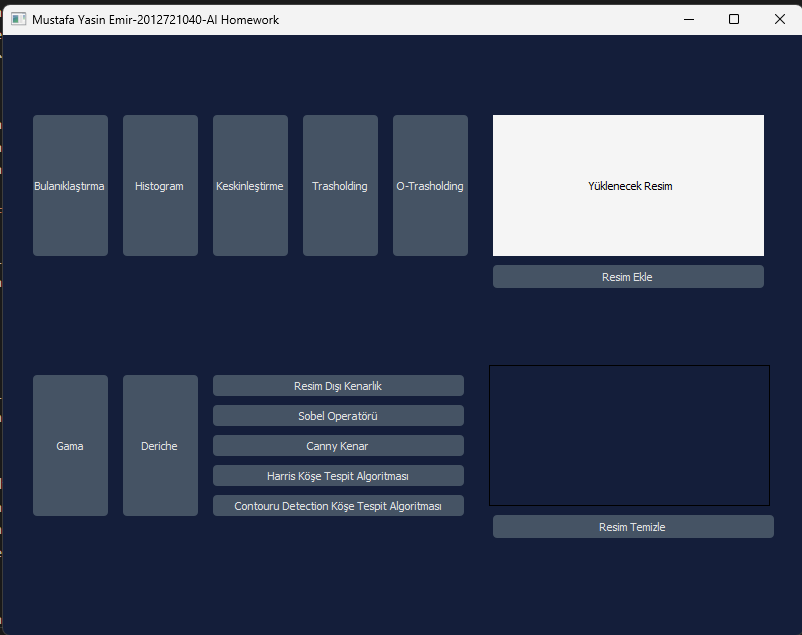 Mustafa Yasin Emir-2012721040-AI Homework
Bulanıklaştırma
Histogram
Keskinleştirme
Trasholding
O-Trasholding
Yüklenecek Resim
Resim Ekle
Gama
Deriche
Resim Dışı Kenarlık
Sobel Operatörü
Canny Kenar
Harris Köşe Tespit Algoritması
Contouru Detection Köşe Tespit Algoritması
Resim Temizle